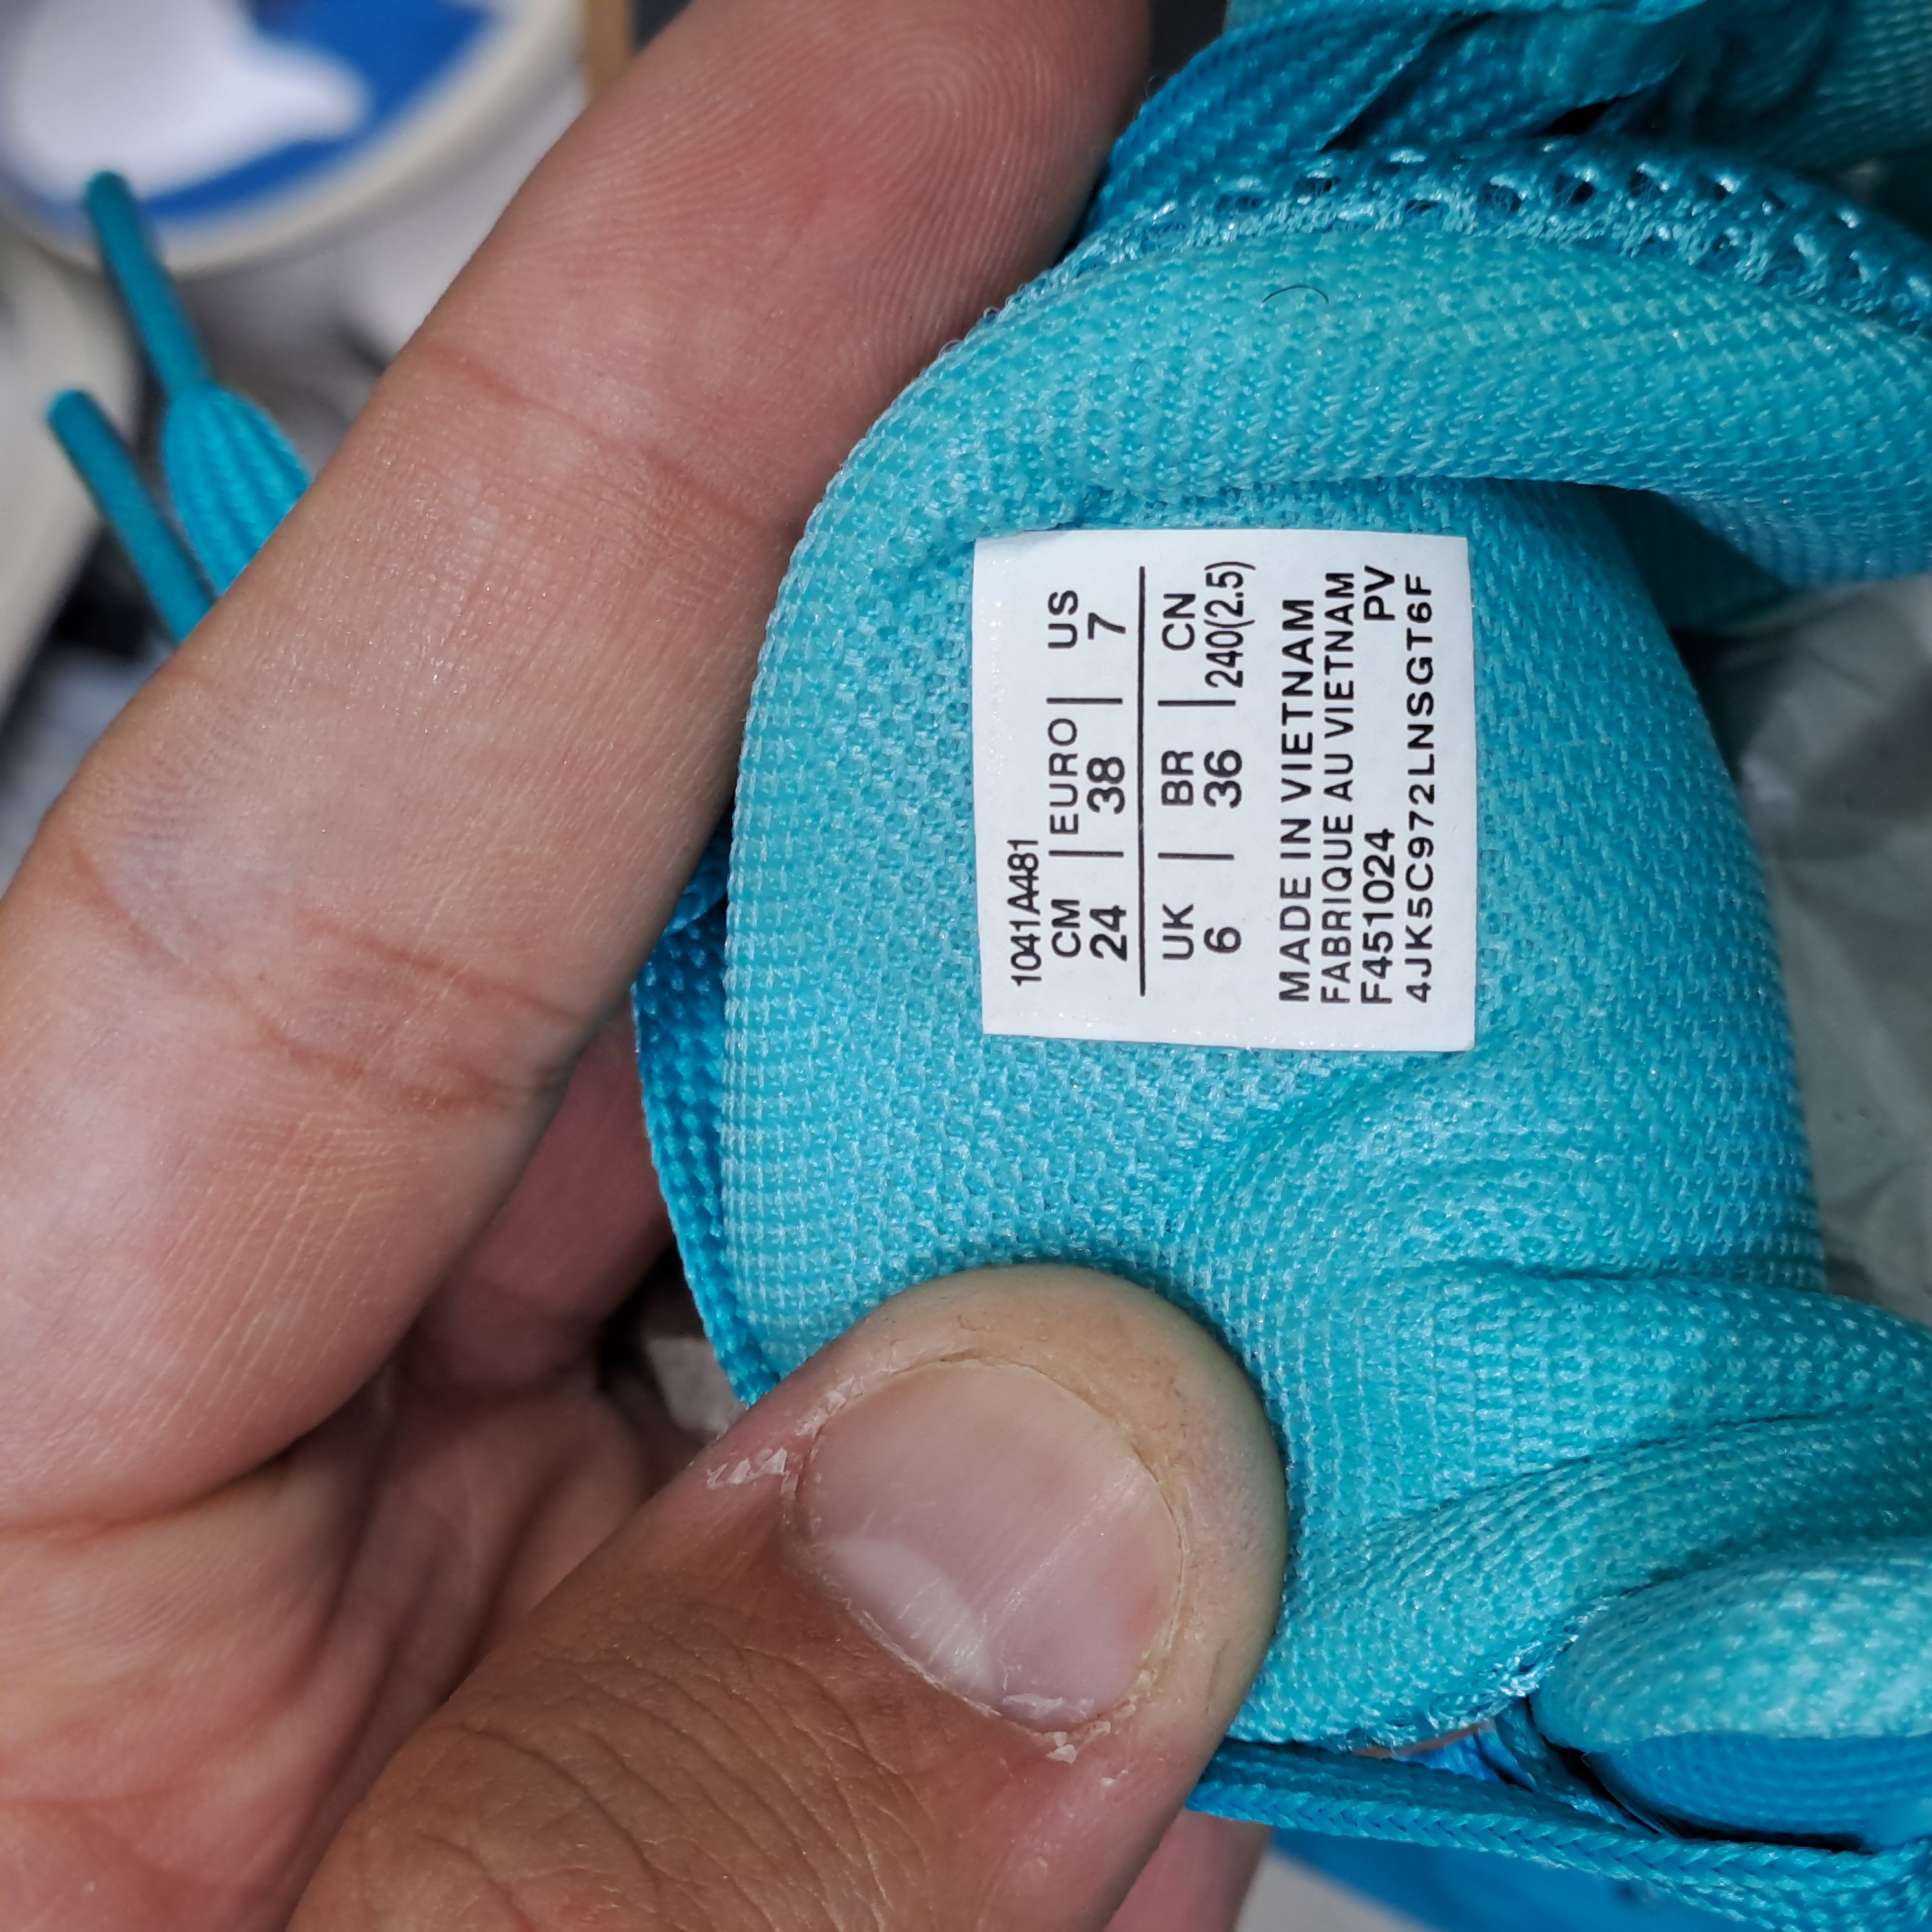 1041A481
CM | EURO | US
24 | 38 | 7
UK | BR | CN
6 | 36 | 240(2.5)
MADE IN VIETNAM
FABRIQUE AU VIETNAM
F451024 PV
4JK5C972LNSGT6F